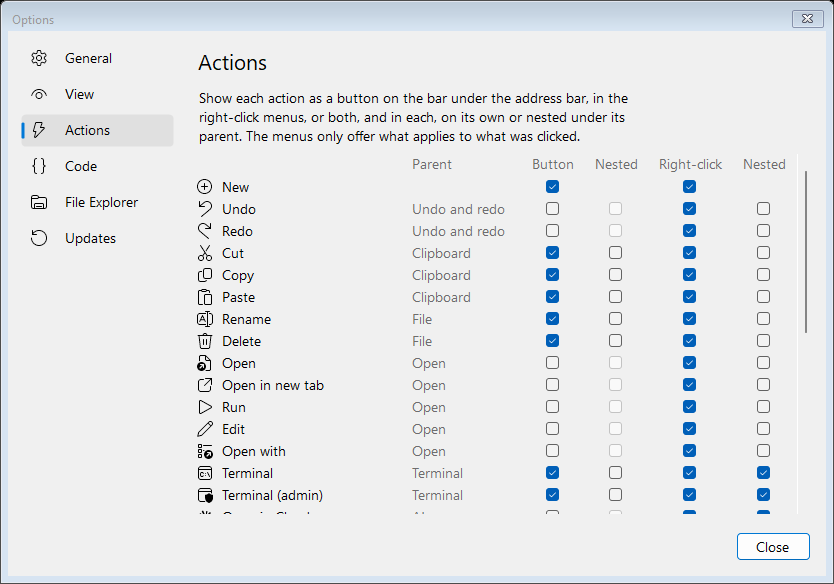 Options
General
View
Actions
Code
File Explorer
Updates
Actions
Show each action as a button on the bar under the address bar, in the
right-click menus, or both, and in each, on its own or nested under its
parent. The menus only offer what applies to what was clicked.
Parent Button Nested Right-click Nested
New
Undo Undo and redo
Redo Undo and redo
Cut Clipboard
Copy Clipboard
Paste Clipboard
Rename File
Delete File
Open Open
Open in new tab Open
Run Open
Edit Open
Open with Open
Terminal Terminal
Terminal (admin) Terminal
Close